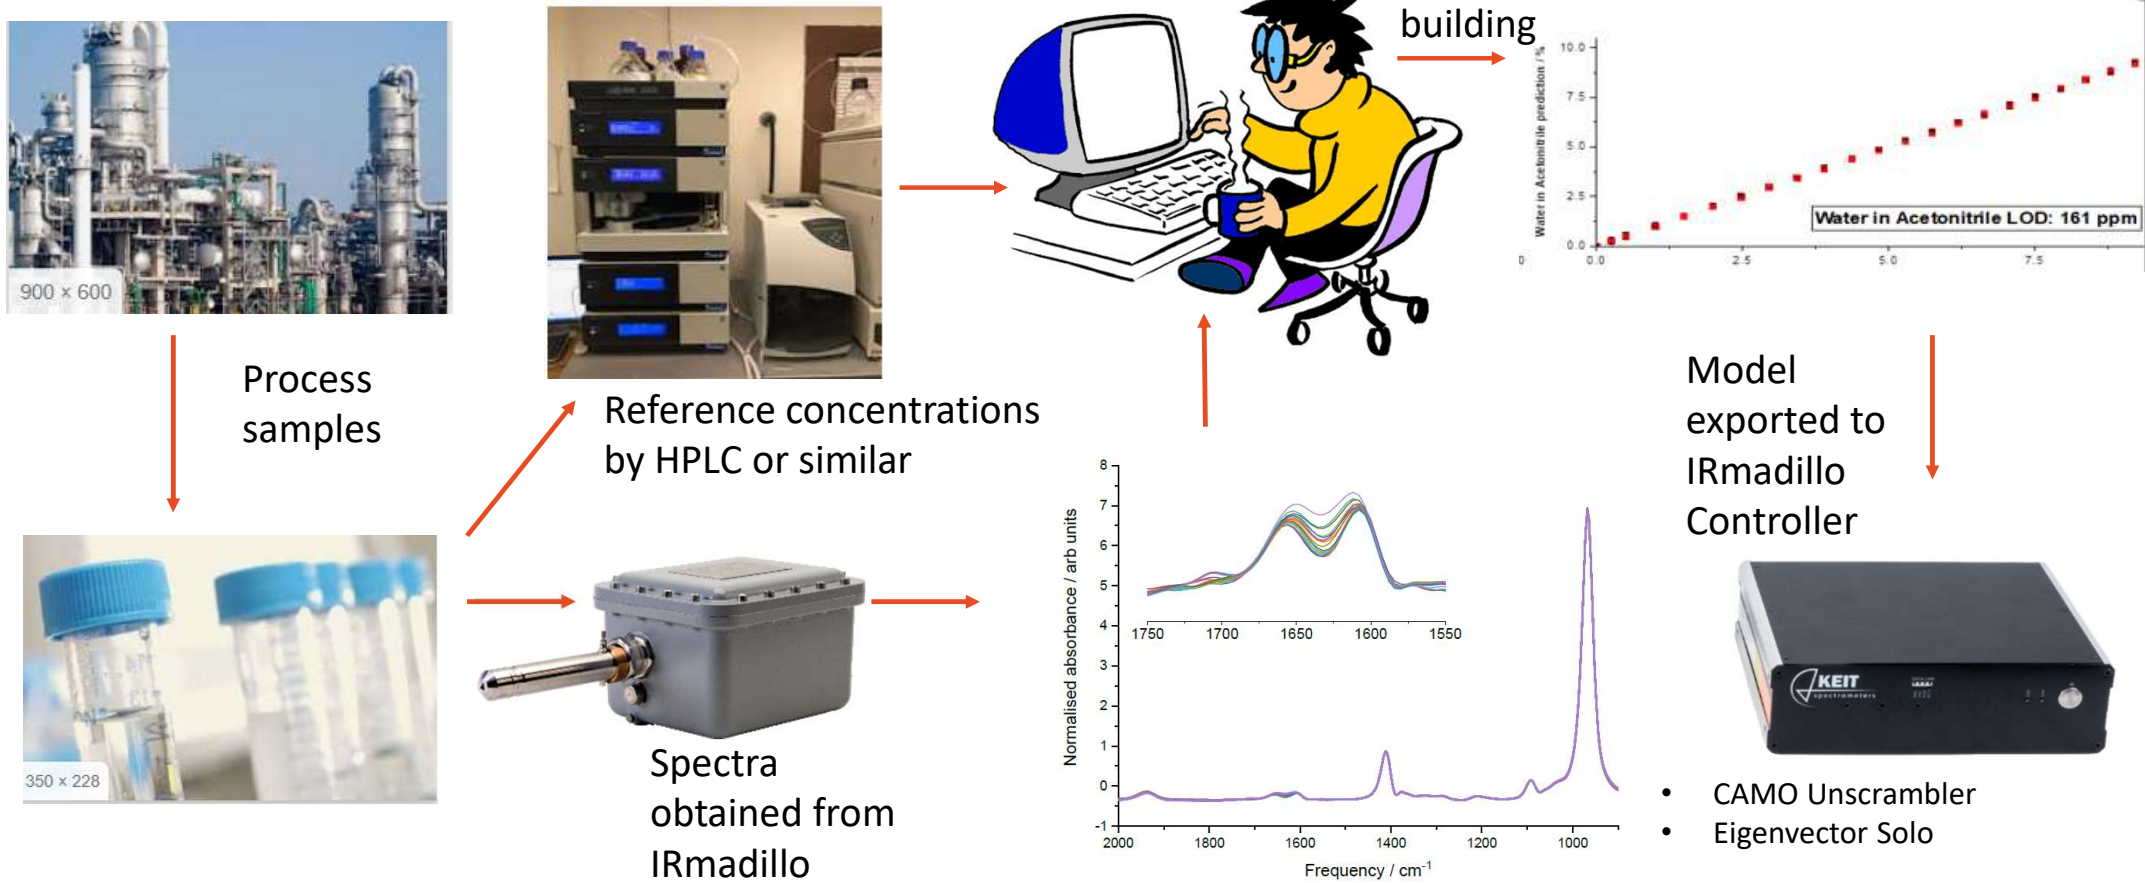 building
900 × 600
Process
samples
Reference concentrations
by HPLC or similar
Water in Acetonitrile prediction / %
10.0
7.5
5.0
2.5
0.0
Water in Acetonitrile LOD: 161 ppm
0
0.0
2.5
5.0
7.5
Model
exported to
IRmadillo
Controller
350 × 228
Spectra
obtained from
IRmadillo
Normalised absorbance / arb units
8
7
6
5
4
3
2
1
0
-1
1750 1700 1650 1600 1550
2000 1800 1600 1400 1200 1000
Frequency / cm⁻¹
KEIT
spectrometers
• CAMO Unscrambler
• Eigenvector Solo